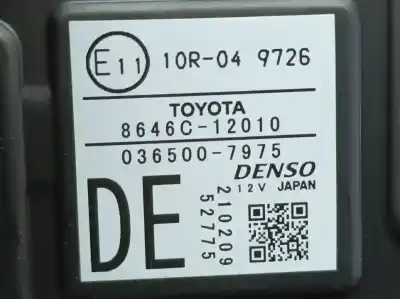 E11 10R-04 9726
TOYOTA
8646C-12010
036500-7975
DE
DENSO
12V JAPAN
210209
52775